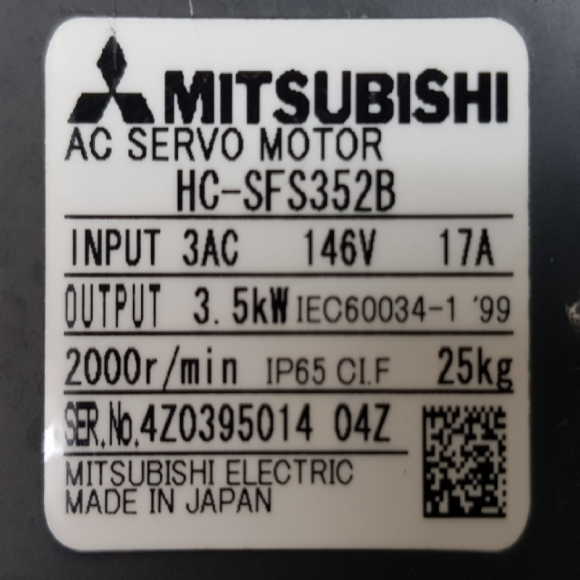 MITSUBISHI
AC SERVO MOTOR
HC-SFS352B
INPUT 3AC 146V 17A
OUTPUT 3.5kW IEC60034-1 '99
2000r/min IP65 CI.F 25kg
SER.No.4Z0395014 04Z
MITSUBISHI ELECTRIC
MADE IN JAPAN